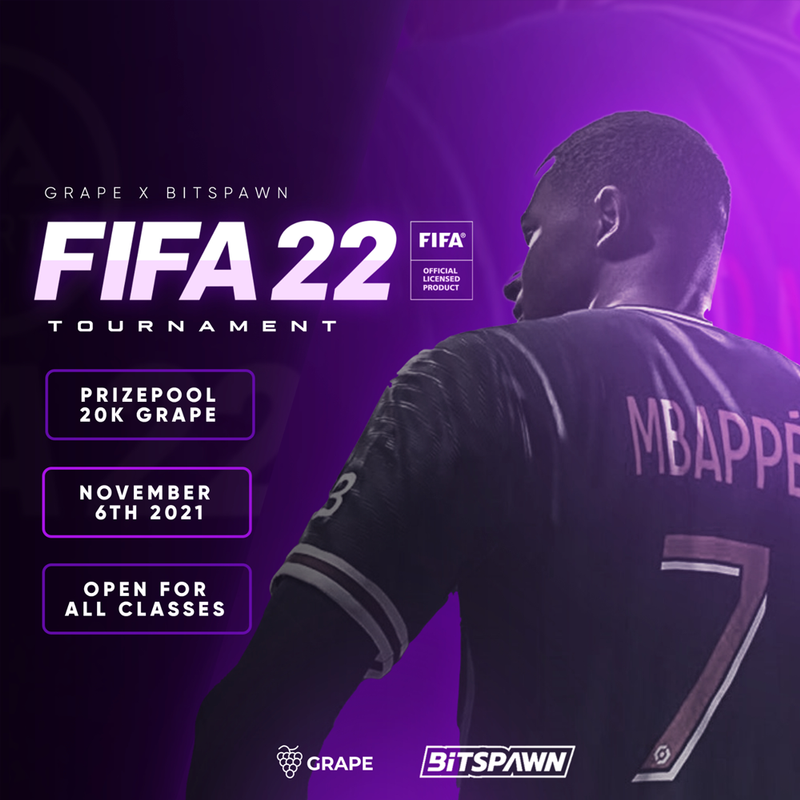 GRAPE X BITSPAWN
FIFA 22
FIFA®
OFFICIAL
LICENSED
PRODUCT
TOURNAMENT
PRIZEPOOL
20K GRAPE
NOVEMBER
6TH 2021
OPEN FOR
ALL CLASSES
MBAPPÉ
7
GRAPE
BITSPAWN